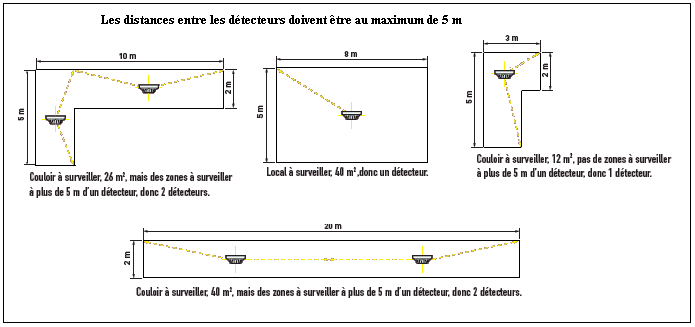 Les distances entre les détecteurs doivent être au maximum de 5 m
10 m
5 m
2 m
Couloir à surveiller, 26 m², mais des zones à surveiller
à plus de 5 m d'un détecteur, donc 2 détecteurs.
8 m
5 m
Local à surveiller, 40 m²,donc un détecteur.
3 m
5 m
2 m
Couloir à surveiller, 12 m², pas de zones à surveiller
à plus de 5 m d'un détecteur, donc 1 détecteur.
20 m
2 m
Couloir à surveiller, 40 m², mais des zones à surveiller à plus de 5 m d'un détecteur, donc 2 détecteurs.